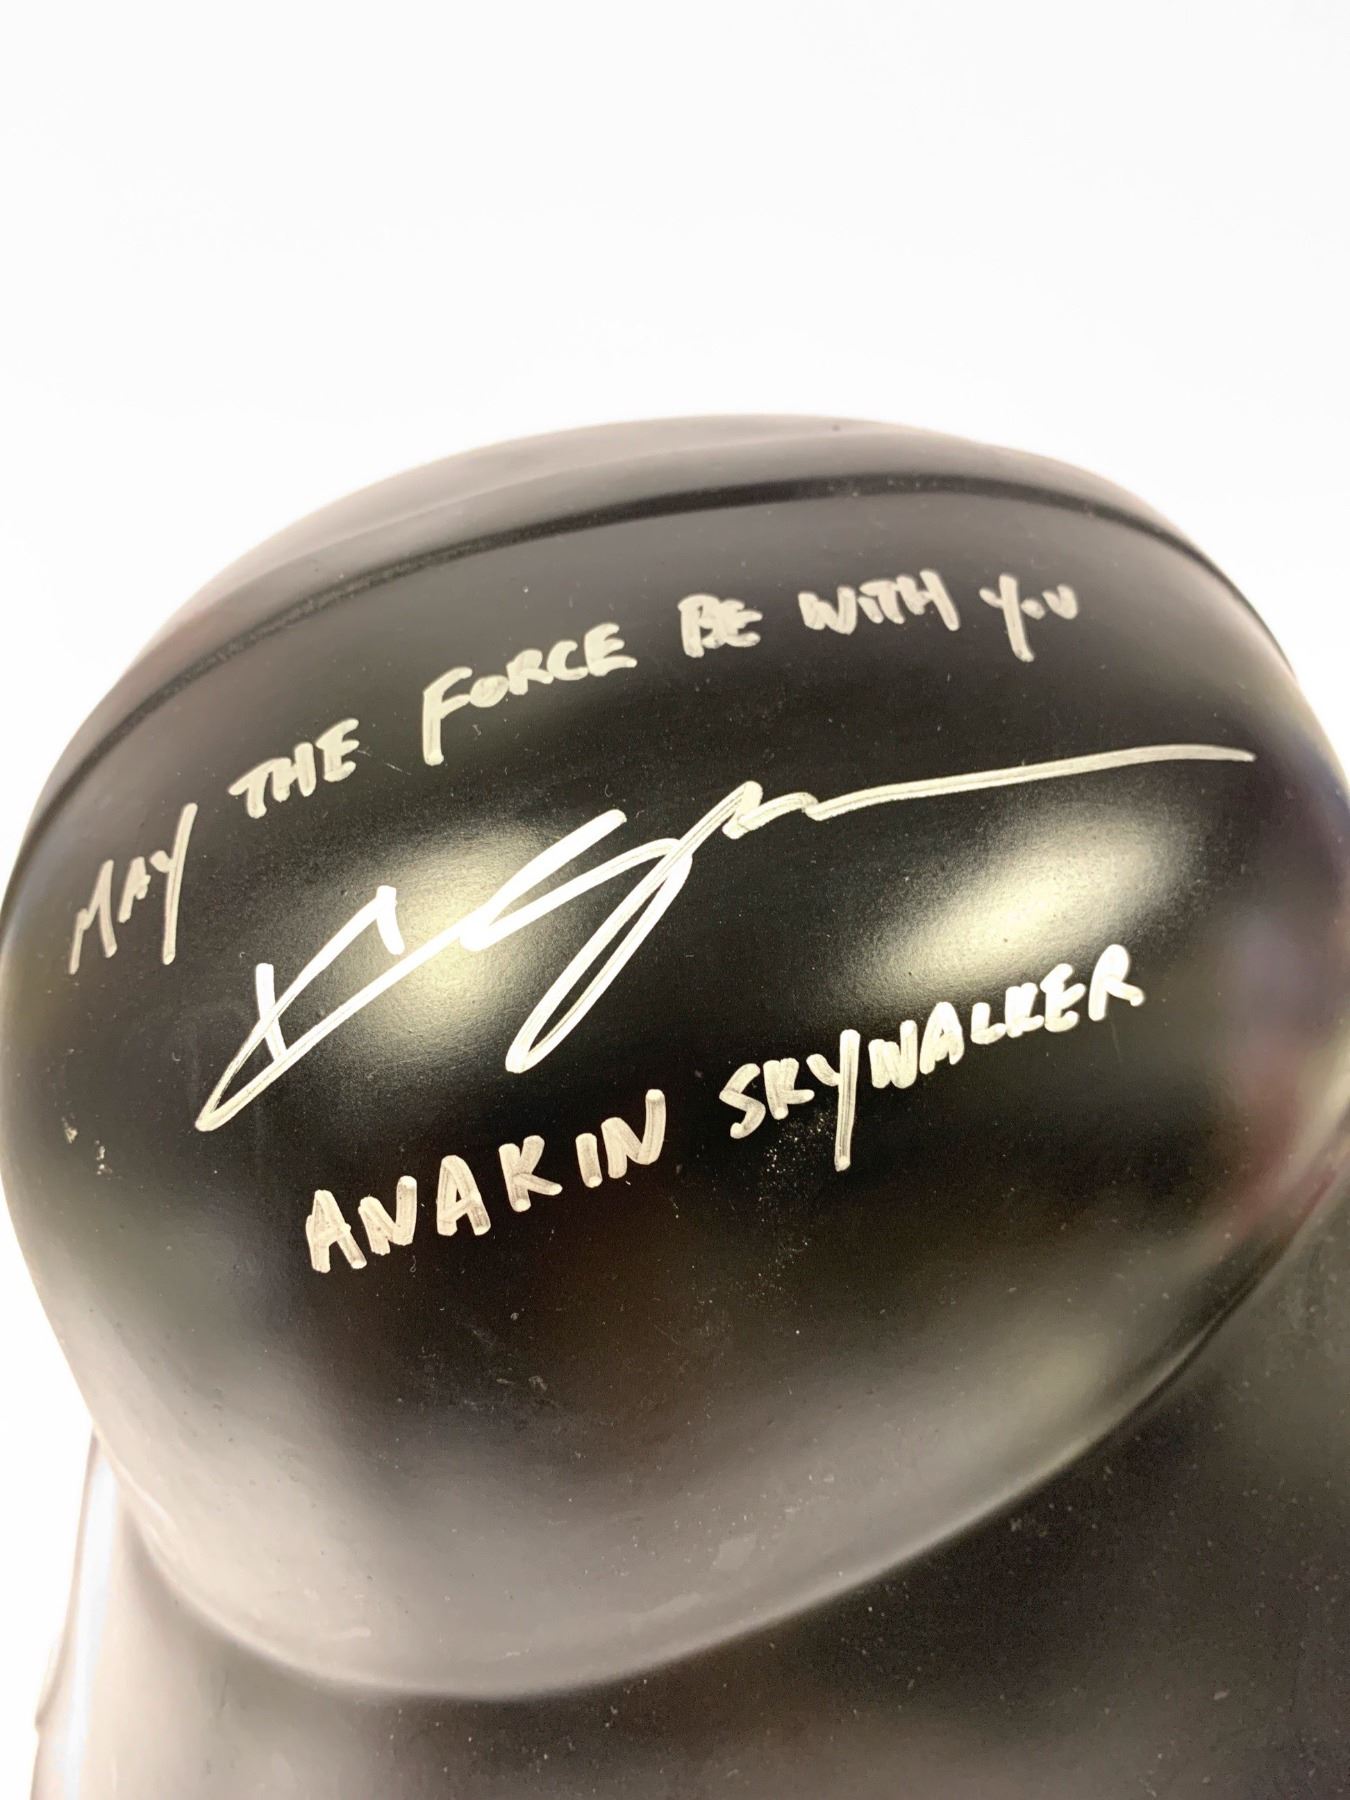 MAY THE FORCE BE WITH YOU
ANAKIN SKYWALKER